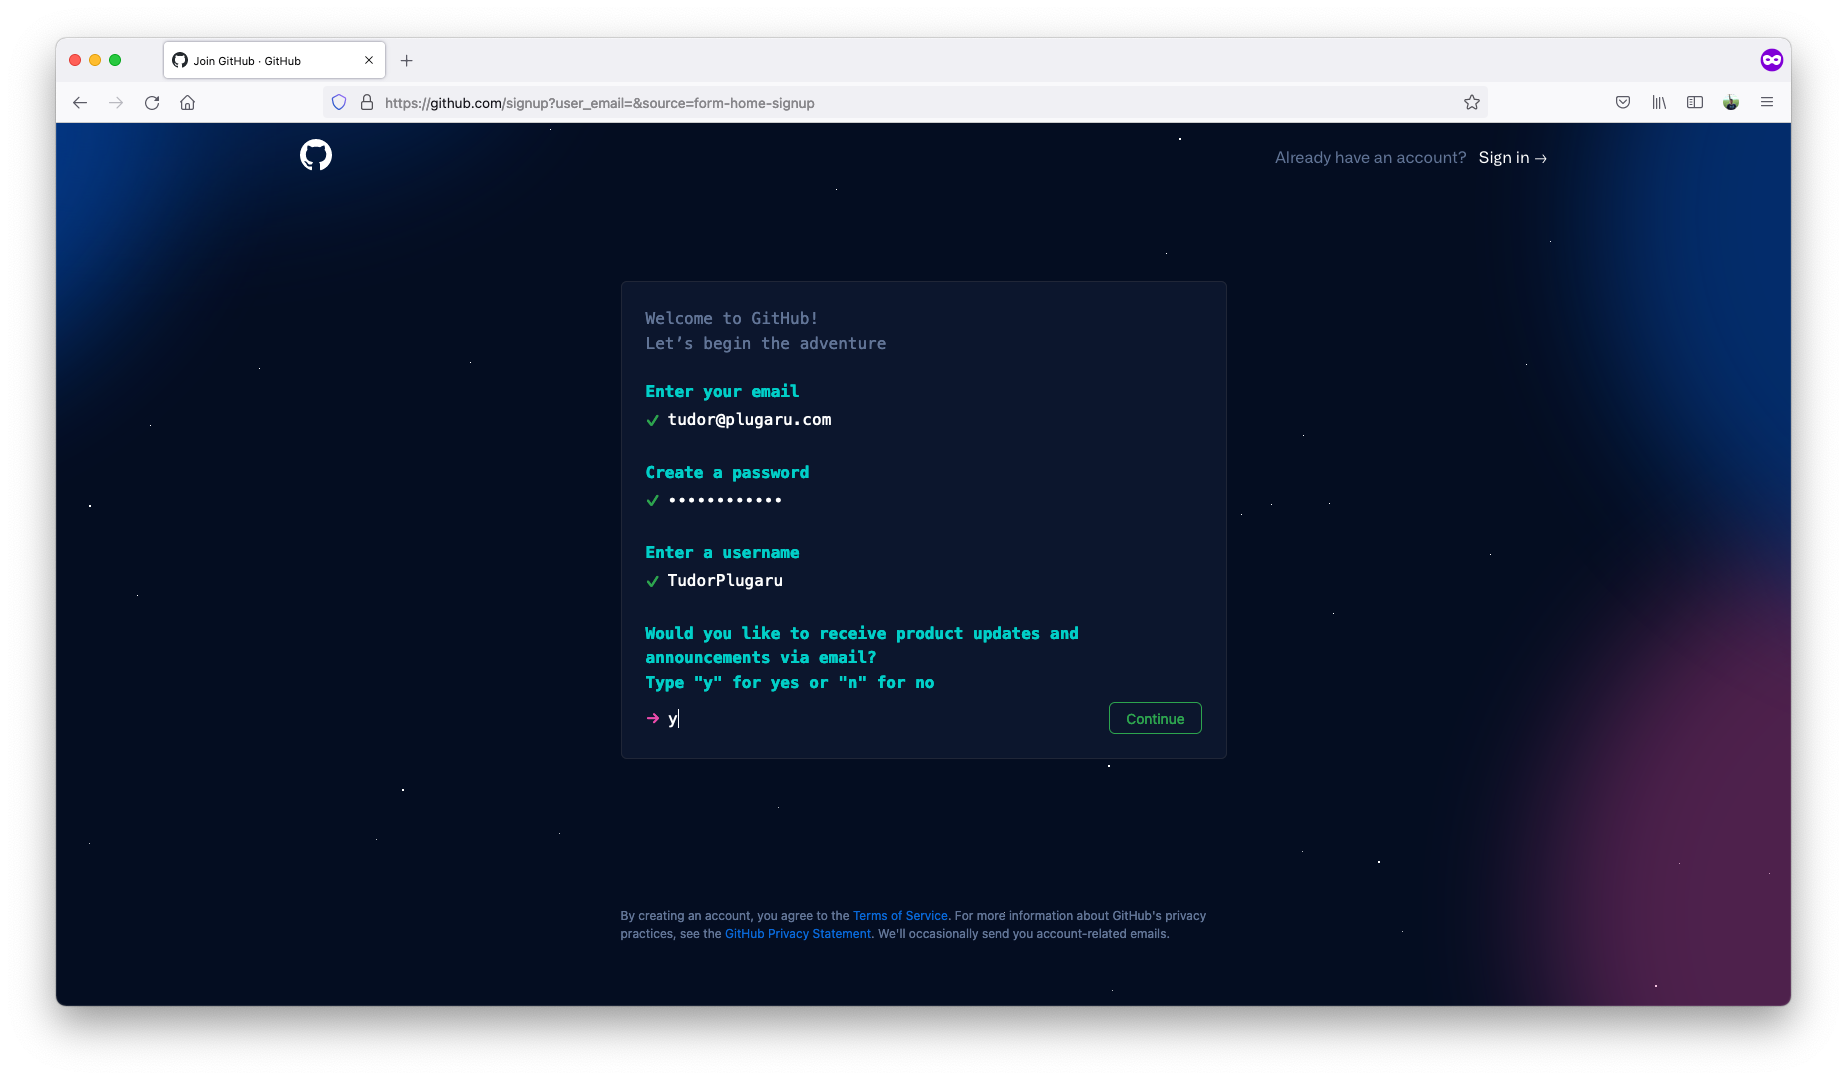 Join GitHub · GitHub
https://github.com/signup?user_email=&source=form-home-signup
Already have an account? Sign in →
Welcome to GitHub!
Let’s begin the adventure
Enter your email
✓ tudor@plugaru.com
Create a password
✓ ••••••••••••
Enter a username
✓ TudorPlugaru
Would you like to receive product updates and
announcements via email?
Type "y" for yes or "n" for no
→ y
Continue
By creating an account, you agree to the Terms of Service. For more information about GitHub's privacy
practices, see the GitHub Privacy Statement. We'll occasionally send you account-related emails.